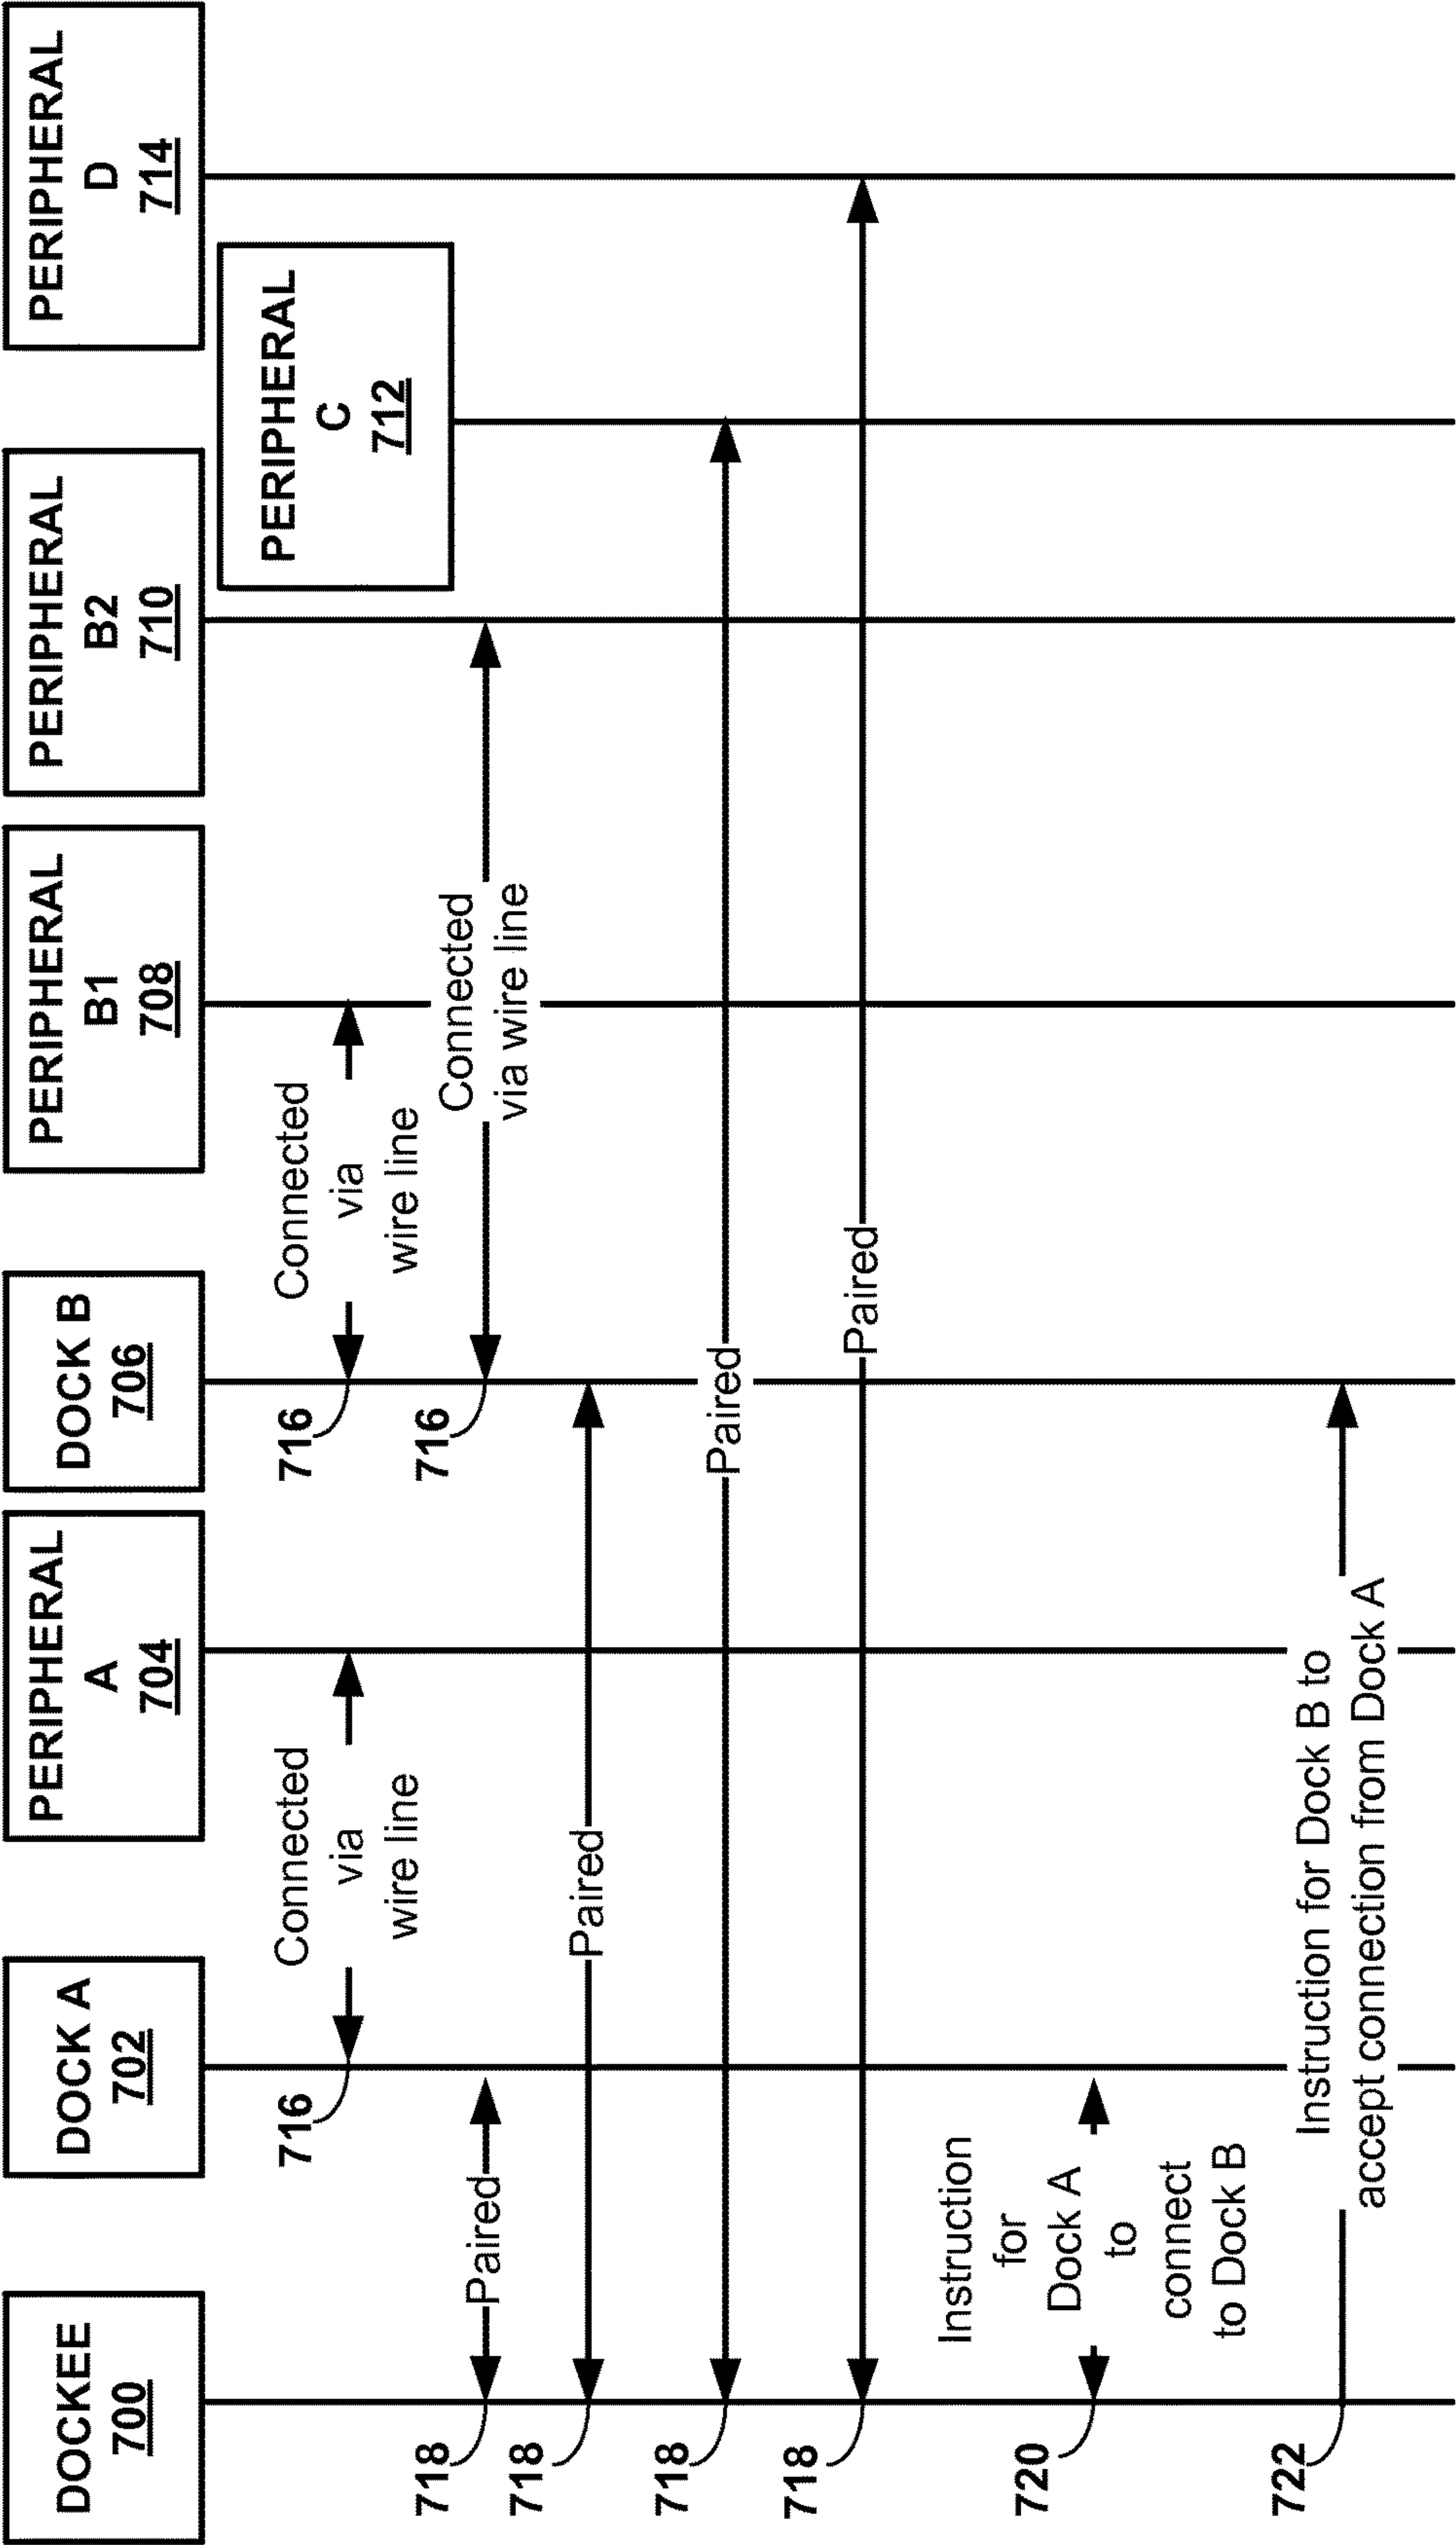 DOCKEE
700
DOCK A
702
PERIPHERAL
A
704
DOCK B
706
PERIPHERAL
B1
708
PERIPHERAL
B2
710
PERIPHERAL
D
714
PERIPHERAL
C
712
716
Connected
via
wire line
716
Connected
via
wire line
718
Paired
716
Connected
via wire line
718
Paired
718
Paired
718
Paired
720
Instruction
for
Dock A
to
connect
to Dock B
722
Instruction for Dock B to
accept connection from Dock A